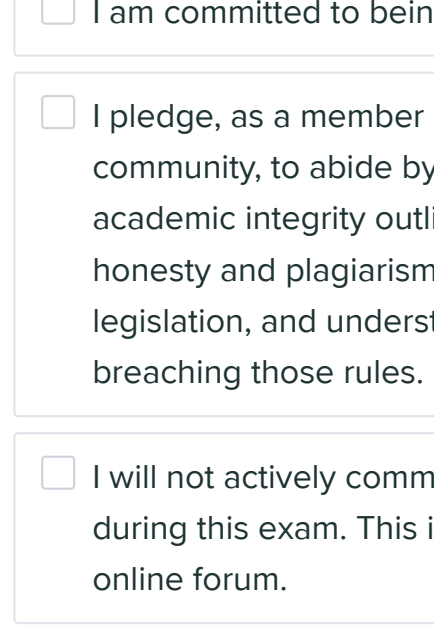 I am committed to bein
I pledge, as a member
community, to abide by
academic integrity outli
honesty and plagiarism
legislation, and underst
breaching those rules.
I will not actively comm
during this exam. This i
online forum.